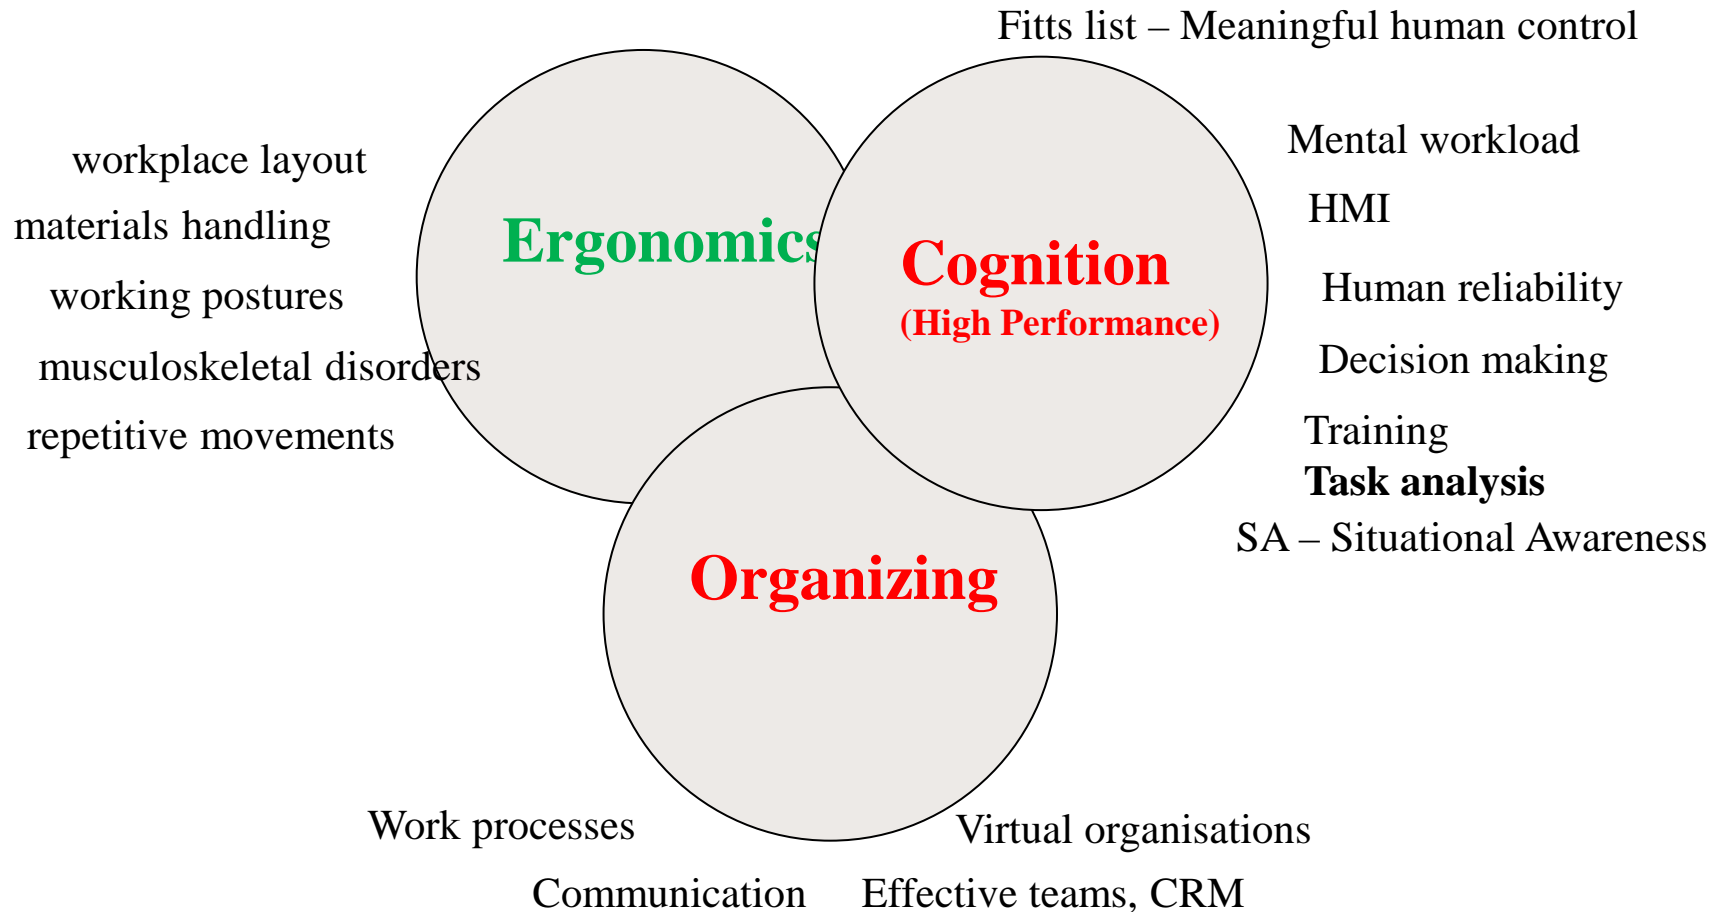 Fitts list – Meaningful human control
workplace layout
materials handling
working postures
musculoskeletal disorders
repetitive movements
Ergonomics
Cognition
(High Performance)
Mental workload
HMI
Human reliability
Decision making
Training
Task analysis
SA – Situational Awareness
Organizing
Work processes
Virtual organisations
Communication
Effective teams, CRM